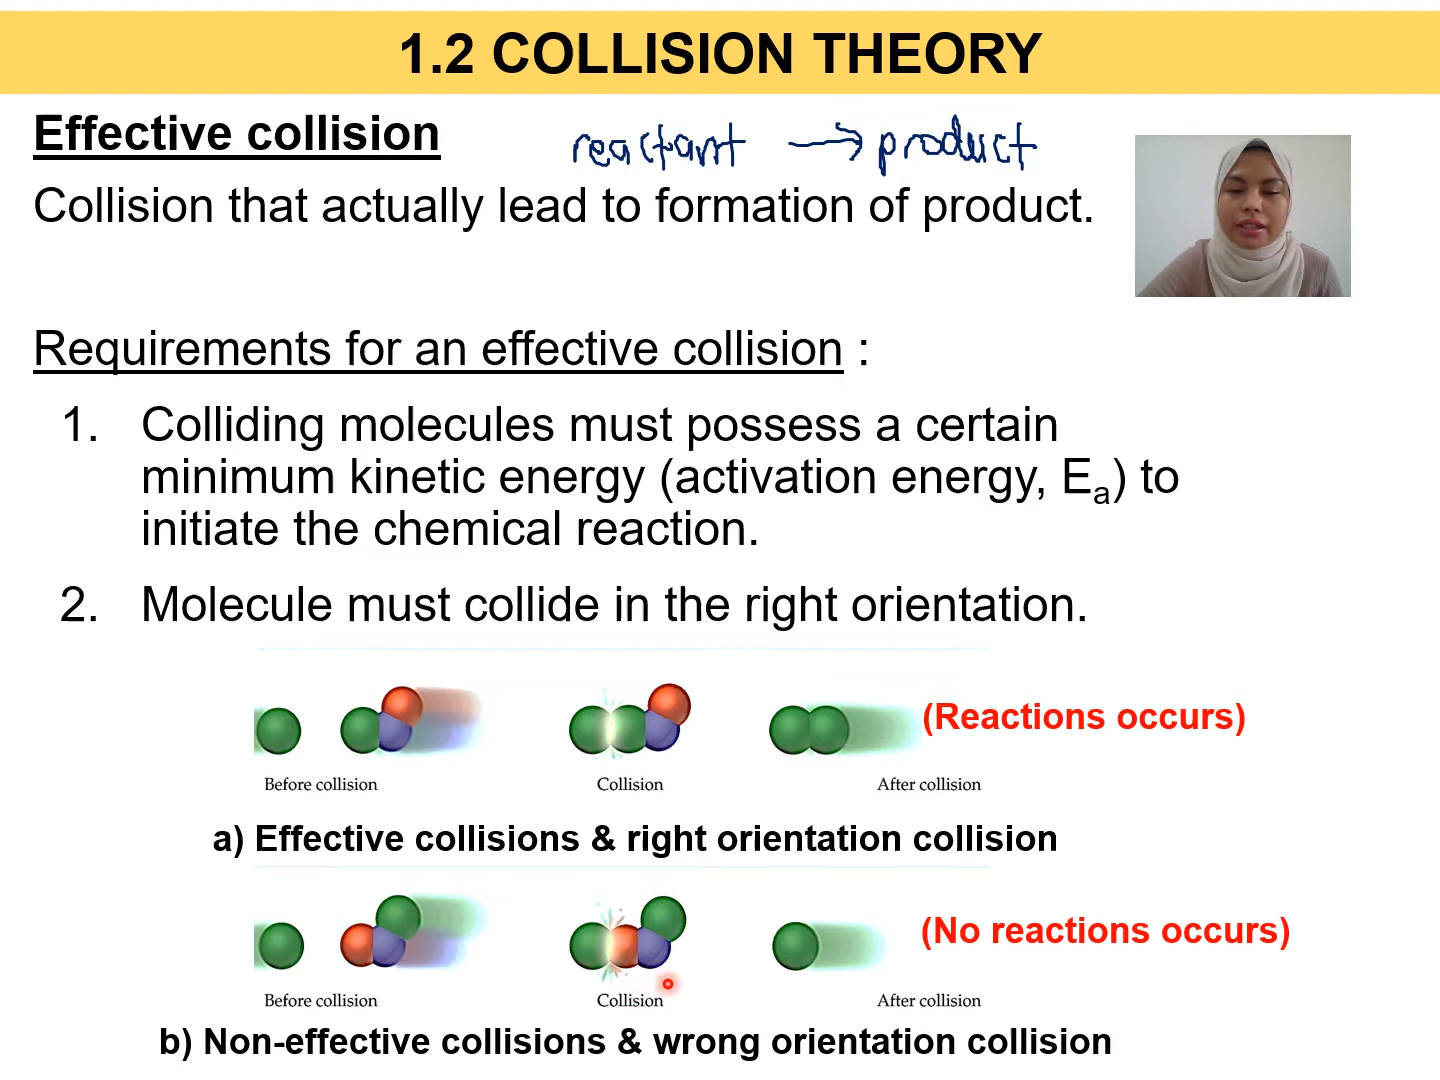 1.2 COLLISION THEORY
Effective collision
reactant → product
Collision that actually lead to formation of product.
Requirements for an effective collision :
1. Colliding molecules must possess a certain
minimum kinetic energy (activation energy, Eₐ) to
initiate the chemical reaction.
2. Molecule must collide in the right orientation.
(Reactions occurs)
Before collision Collision After collision
a) Effective collisions & right orientation collision
(No reactions occurs)
Before collision Collision After collision
b) Non-effective collisions & wrong orientation collision